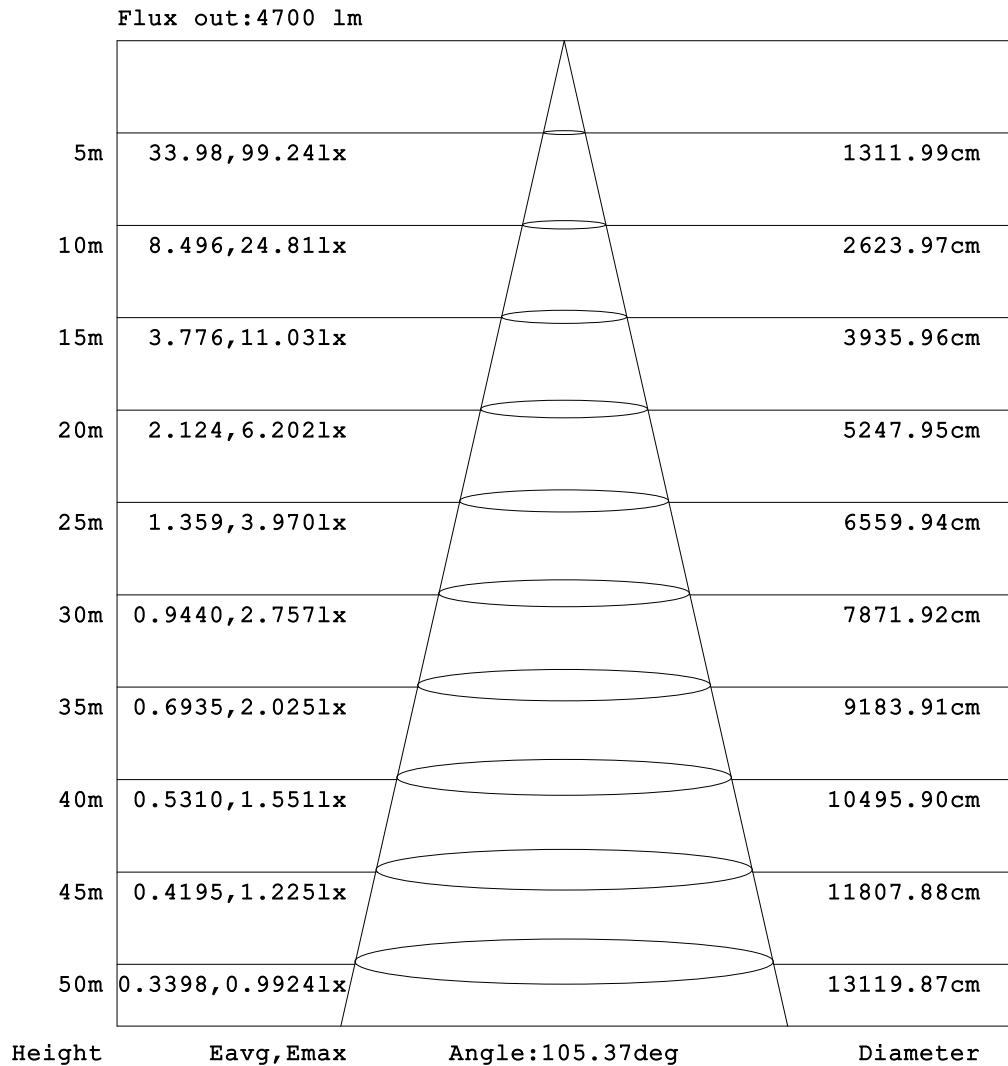 Flux out:4700 lm
5m 33.98,99.24lx 1311.99cm
10m 8.496,24.81lx 2623.97cm
15m 3.776,11.03lx 3935.96cm
20m 2.124,6.202lx 5247.95cm
25m 1.359,3.970lx 6559.94cm
30m 0.9440,2.757lx 7871.92cm
35m 0.6935,2.025lx 9183.91cm
40m 0.5310,1.551lx 10495.90cm
45m 0.4195,1.225lx 11807.88cm
50m 0.3398,0.9924lx 13119.87cm
Height Eavg,Emax Angle:105.37deg Diameter